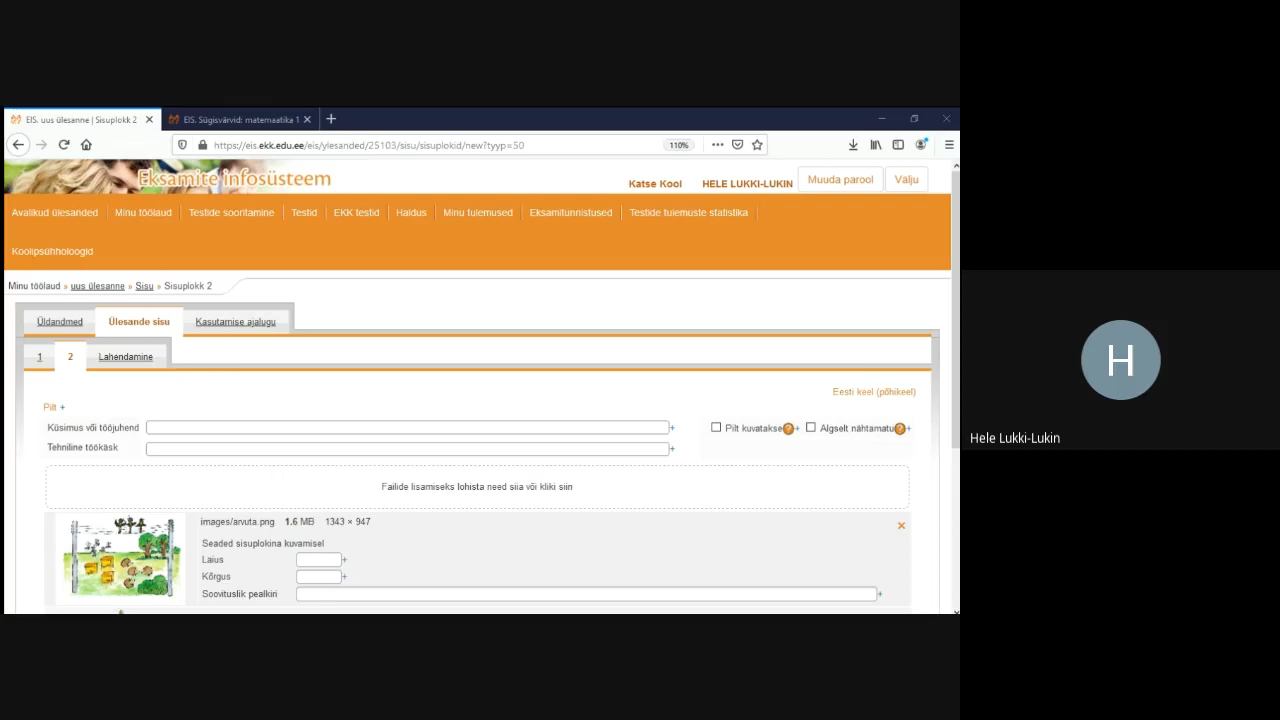 EIS. uus ülesanne | Sisuplokk 2
EIS. Sügisvärvid: matemaatika 1
https://eis.ekk.edu.ee/eis/ylesanded/25103/sisu/sisuplokid/new?tyyp=50
110%
Eksamite infosüsteem
Katse Kool
HELE LUKKI-LUKIN
Muuda parool
Välju
Avalikud ülesanded
Minu töölaud
Testide sooritamine
Testid
EKK testid
Haldus
Minu tulemused
Eksamitunnistused
Testide tulemuste statistika
Koolipsühholoogid
Minu töölaud » uus ülesanne » Sisu » Sisuplokk 2
Üldandmed
Ülesande sisu
Kasutamise ajalugu
1
2
Lahendamine
Eesti keel (põhikeel)
Pilt +
Küsimus või tööjuhend +
Pilt kuvatakse ? +
Algselt nähtamatu ? +
Tehniline töökäsk +
Failide lisamiseks lohista need siia või kliki siin
images/arvuta.png 1.6 MB 1343 × 947
Seaded sisuplokina kuvamisel
Laius +
Kõrgus +
Soovituslik pealkiri +
H
Hele Lukki-Lukin